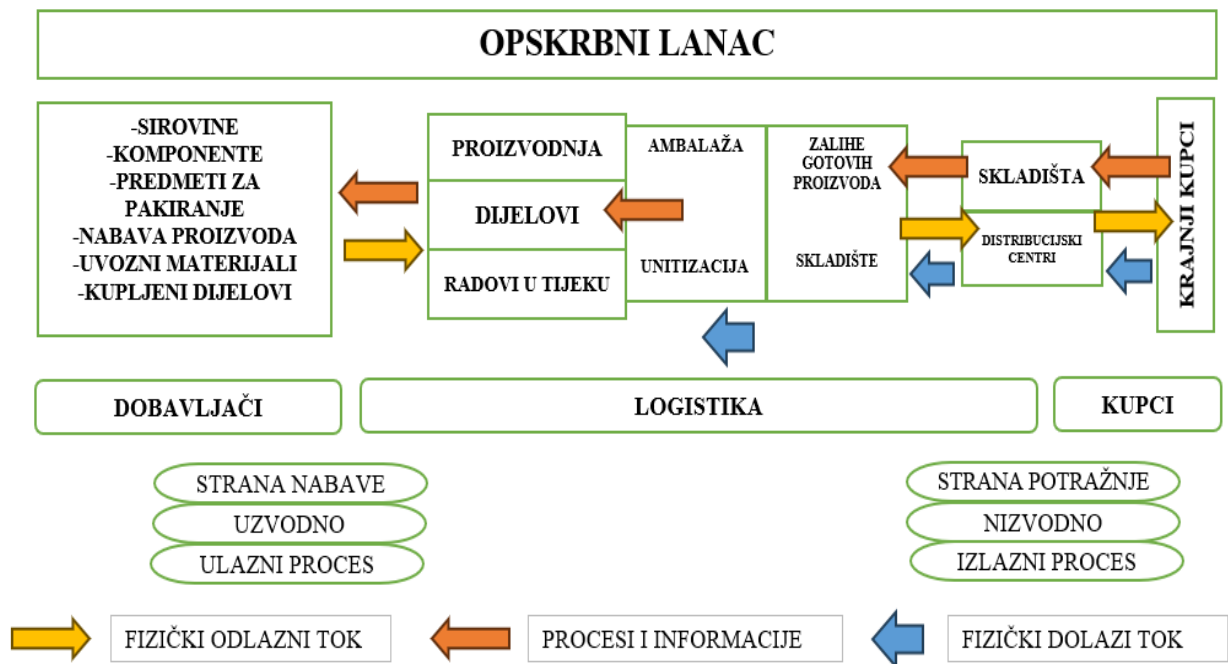 OPSKRBNI LANAC
-SIROVINE
-KOMPONENTE
-PREDMETI ZA
PAKIRANJE
-NABAVA PROIZVODA
-UVOZNI MATERIJALI
-KUPLJENI DIJELOVI
PROIZVODNJA
DIJELOVI
RADOVI U TIJEKU
AMBALAŽA
UNITIZACIJA
ZALIHE
GOTOVIH
PROIZVODA
SKLADIŠTE
SKLADIŠTA
DISTRIBUCIJSKI
CENTRI
KRAJNJI KUPCI
DOBAVLJAČI
LOGISTIKA
KUPCI
STRANA NABAVE
UZVODNO
ULAZNI PROCES
STRANA POTRAŽNJE
NIZVODNO
IZLAZNI PROCES
FIZIČKI ODLAZNI TOK
PROCESI I INFORMACIJE
FIZIČKI DOLAZI TOK